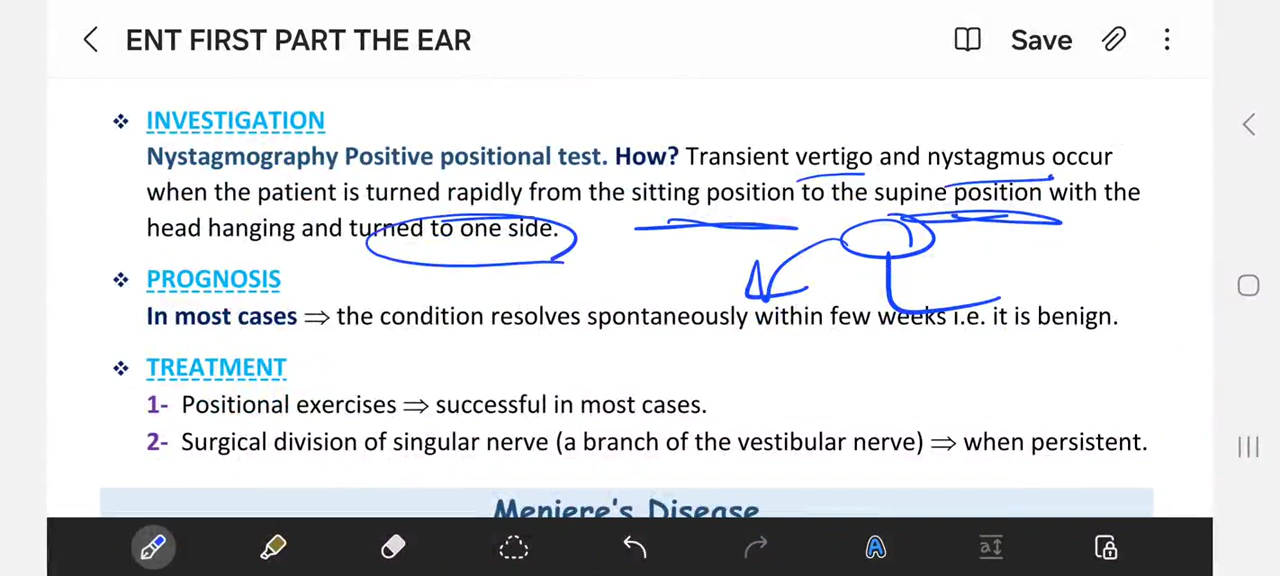 ENT FIRST PART THE EAR
Save
❖ INVESTIGATION
Nystagmography Positive positional test. How? Transient vertigo and nystagmus occur
when the patient is turned rapidly from the sitting position to the supine position with the
head hanging and turned to one side.
❖ PROGNOSIS
In most cases ⇒ the condition resolves spontaneously within few weeks i.e. it is benign.
❖ TREATMENT
1- Positional exercises ⇒ successful in most cases.
2- Surgical division of singular nerve (a branch of the vestibular nerve) ⇒ when persistent.
Meniere's Disease
A
a